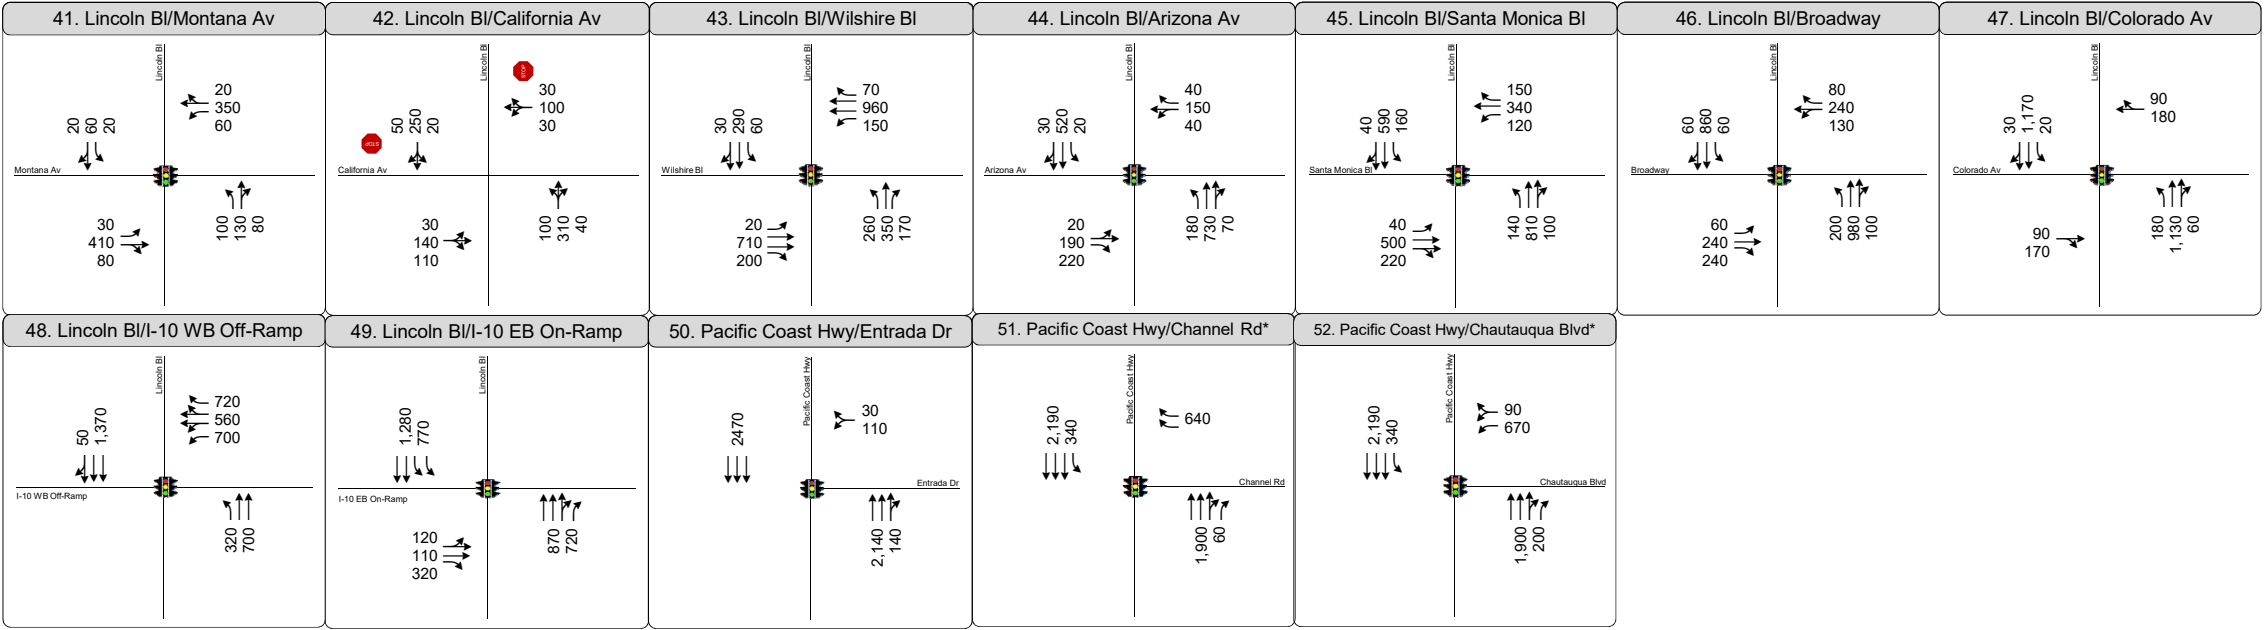 41. Lincoln Bl/Montana Av
Lincoln Bl
20
350
60
20
60
20
Montana Av
30
410
80
100
130
80
42. Lincoln Bl/California Av
Lincoln Bl
STOP
30
100
30
50
250
20
STOP
California Av
30
140
110
100
310
40
43. Lincoln Bl/Wilshire Bl
Lincoln Bl
70
960
150
30
290
60
Wilshire Bl
20
710
200
260
350
170
44. Lincoln Bl/Arizona Av
Lincoln Bl
40
150
40
30
520
20
Arizona Av
20
190
220
180
730
70
45. Lincoln Bl/Santa Monica Bl
Lincoln Bl
150
340
120
40
590
160
Santa Monica Bl
40
500
220
140
810
100
46. Lincoln Bl/Broadway
Lincoln Bl
80
240
130
60
860
60
Broadway
60
240
240
200
980
100
47. Lincoln Bl/Colorado Av
Lincoln Bl
90
180
30
1,170
20
Colorado Av
90
170
180
1,130
60
48. Lincoln Bl/I-10 WB Off-Ramp
Lincoln Bl
720
560
700
50
1,370
I-10 WB Off-Ramp
320
700
49. Lincoln Bl/I-10 EB On-Ramp
Lincoln Bl
1,280
770
I-10 EB On-Ramp
120
110
320
870
720
50. Pacific Coast Hwy/Entrada Dr
Pacific Coast Hwy
30
110
2470
Entrada Dr
2,140
140
51. Pacific Coast Hwy/Channel Rd*
Pacific Coast Hwy
640
2,190
340
Channel Rd
1,900
60
52. Pacific Coast Hwy/Chautauqua Blvd*
Pacific Coast Hwy
90
670
2,190
340
Chautauqua Blvd
1,900
200